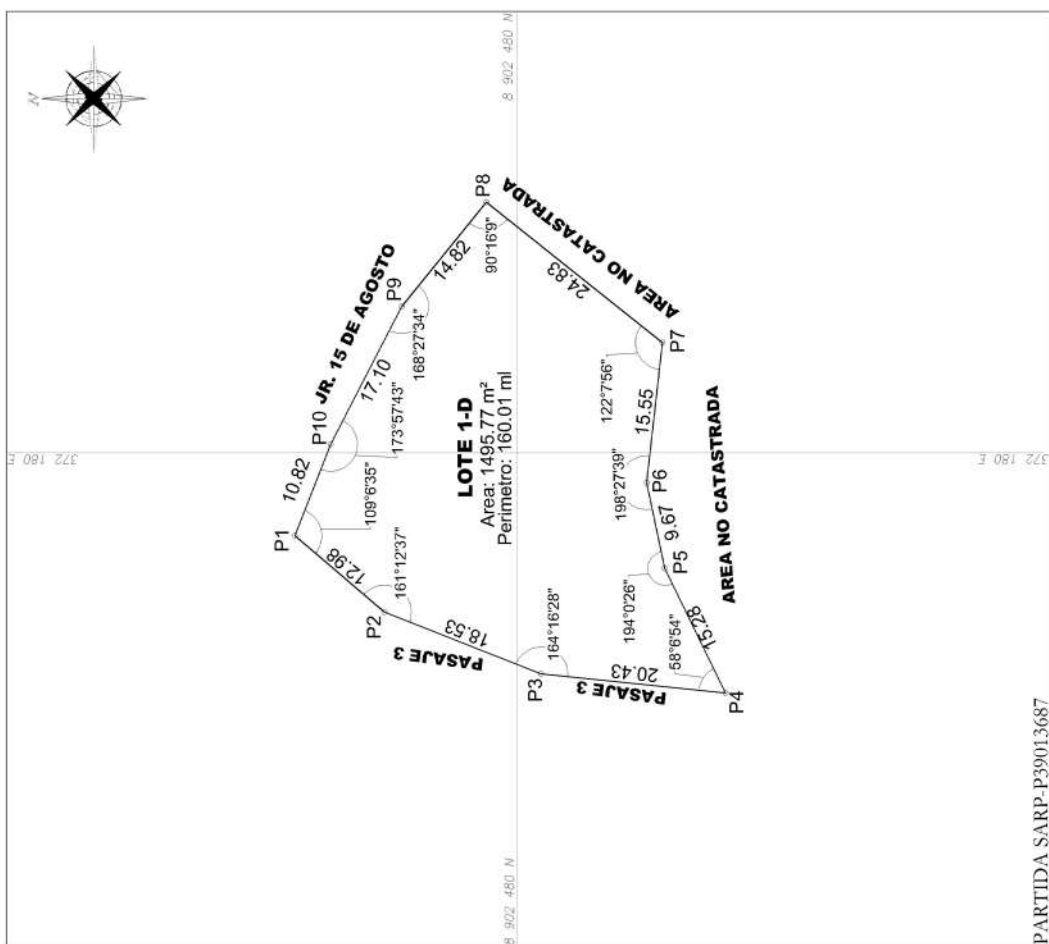 N
8 902 480 N
P8
AREA NO CATASTRADA
90°16'9"
14.82
24.83
JR. 15 DE AGOSTO
P9
168°27'34"
17.10
P7
122°7'56"
15.55
P10
173°57'43"
LOTE 1-D
Area: 1495.77 m²
Perimetro: 160.01 ml
372 180 E
372 180 E
10.82
109°6'35"
P1
198°27'39"
P6
9.67
AREA NO CATASTRADA
12.98
161°12'37"
P2
P5
194°0'26"
15.28
18.53
PASAJE 3
164°16'28"
P3
58°6'54"
20.43
PASAJE 3
P4
8 902 480 N
PARTIDA SARP-P39013687